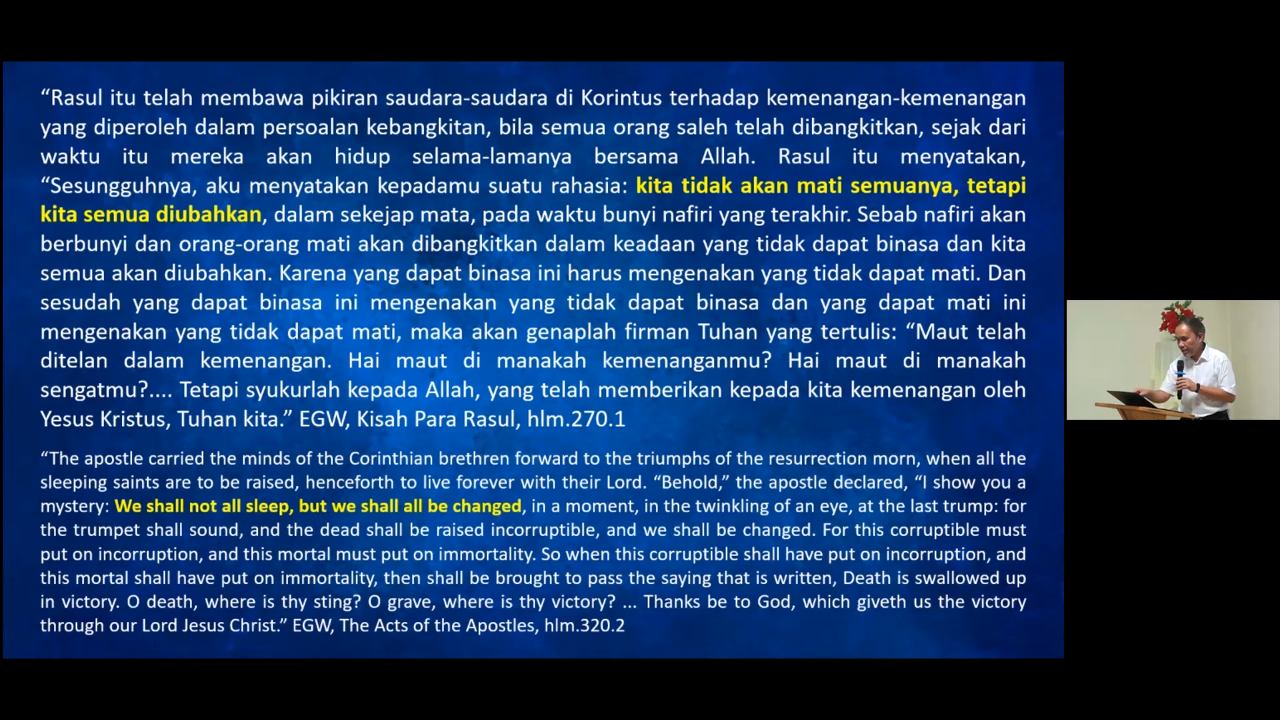 “Rasul itu telah membawa pikiran saudara-saudara di Korintus terhadap kemenangan-kemenangan
yang diperoleh dalam persoalan kebangkitan, bila semua orang saleh telah dibangkitkan, sejak dari
waktu itu mereka akan hidup selama-lamanya bersama Allah. Rasul itu menyatakan,
“Sesungguhnya, aku menyatakan kepadamu suatu rahasia: kita tidak akan mati semuanya, tetapi
kita semua diubahkan, dalam sekejap mata, pada waktu bunyi nafiri yang terakhir. Sebab nafiri akan
berbunyi dan orang-orang mati akan dibangkitkan dalam keadaan yang tidak dapat binasa dan kita
semua akan diubahkan. Karena yang dapat binasa ini harus mengenakan yang tidak dapat mati. Dan
sesudah yang dapat binasa ini mengenakan yang tidak dapat binasa dan yang dapat mati ini
mengenakan yang tidak dapat mati, maka akan genaplah firman Tuhan yang tertulis: “Maut telah
ditelan dalam kemenangan. Hai maut di manakah kemenanganmu? Hai maut di manakah
sengatmu?.... Tetapi syukurlah kepada Allah, yang telah memberikan kepada kita kemenangan oleh
Yesus Kristus, Tuhan kita.” EGW, Kisah Para Rasul, hlm.270.1
“The apostle carried the minds of the Corinthian brethren forward to the triumphs of the resurrection morn, when all the
sleeping saints are to be raised, henceforth to live forever with their Lord. “Behold,” the apostle declared, “I show you a
mystery: We shall not all sleep, but we shall all be changed, in a moment, in the twinkling of an eye, at the last trump: for
the trumpet shall sound, and the dead shall be raised incorruptible, and we shall be changed. For this corruptible must
put on incorruption, and this mortal must put on immortality. So when this corruptible shall have put on incorruption, and
this mortal shall have put on immortality, then shall be brought to pass the saying that is written, Death is swallowed up
in victory. O death, where is thy sting? O grave, where is thy victory? ... Thanks be to God, which giveth us the victory
through our Lord Jesus Christ.” EGW, The Acts of the Apostles, hlm.320.2